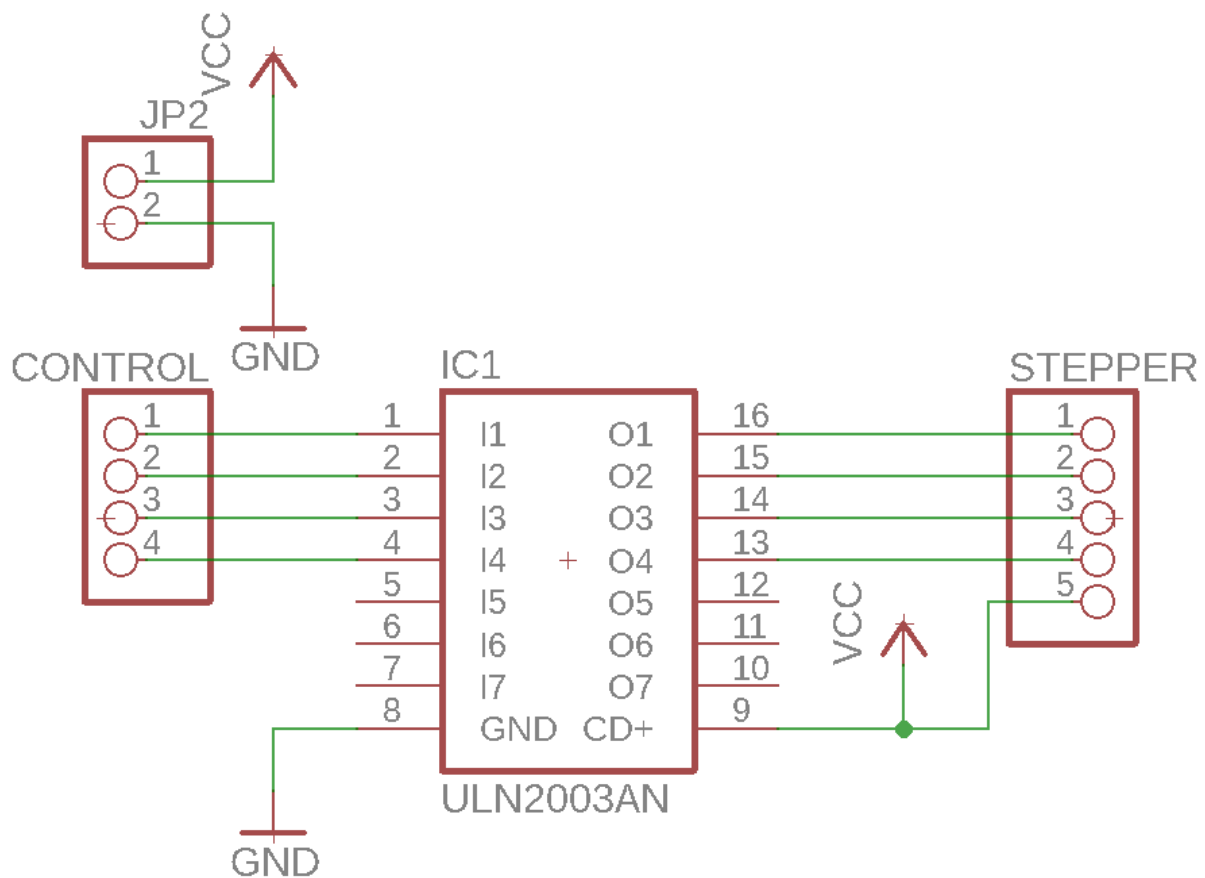 VCC
JP2
1
2
GND
CONTROL
1
2
3
4
IC1
1 I1 O1 16
2 I2 O2 15
3 I3 O3 14
4 I4 O4 13
5 I5 O5 12
6 I6 O6 11
7 I7 O7 10
8 GND CD+ 9
ULN2003AN
GND
VCC
STEPPER
1
2
3
4
5